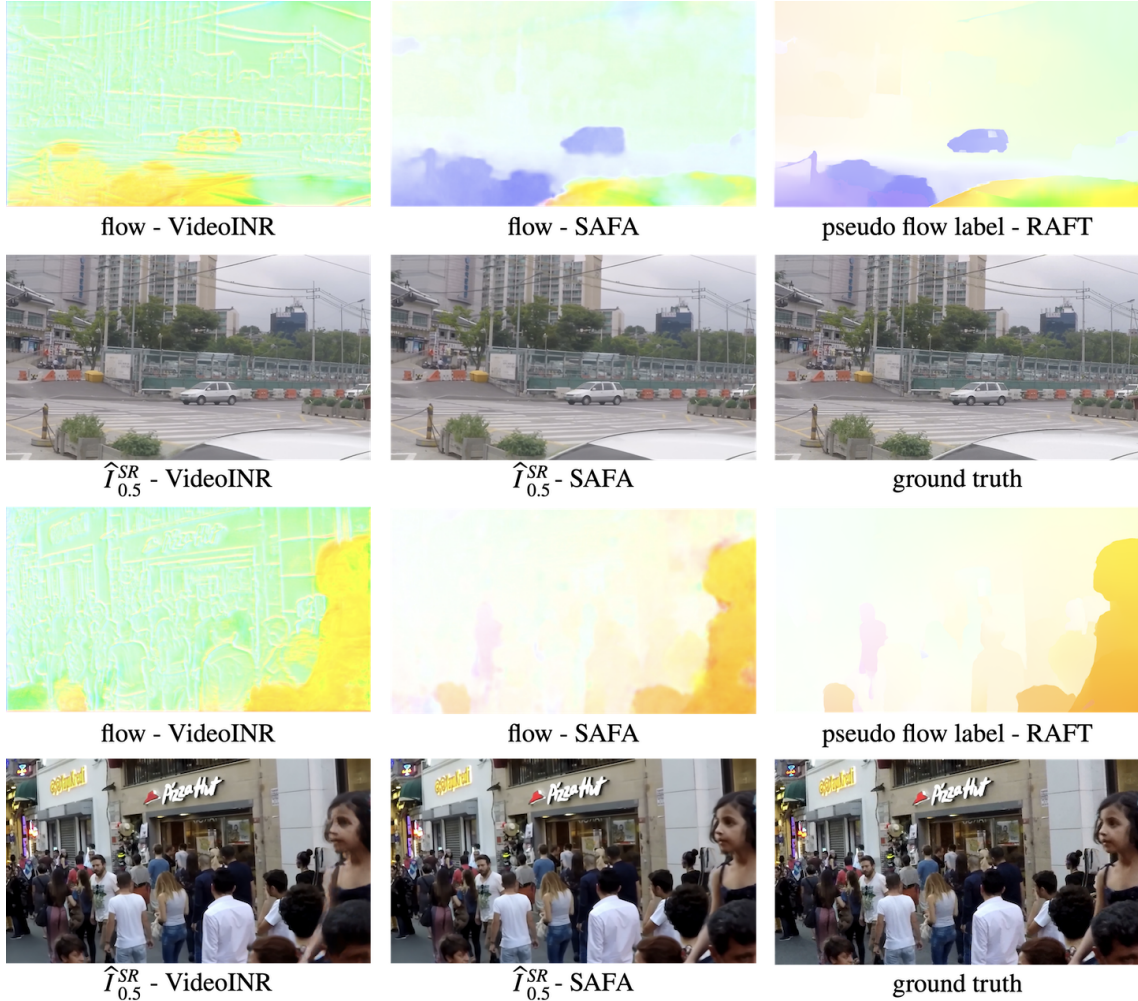 flow - VideoINR
flow - SAFA
pseudo flow label - RAFT
Î^{SR}_{0.5} - VideoINR
Î^{SR}_{0.5} - SAFA
ground truth
flow - VideoINR
flow - SAFA
pseudo flow label - RAFT
Pizza Hut
Pizza Hut
Pizza Hut
Î^{SR}_{0.5} - VideoINR
Î^{SR}_{0.5} - SAFA
ground truth